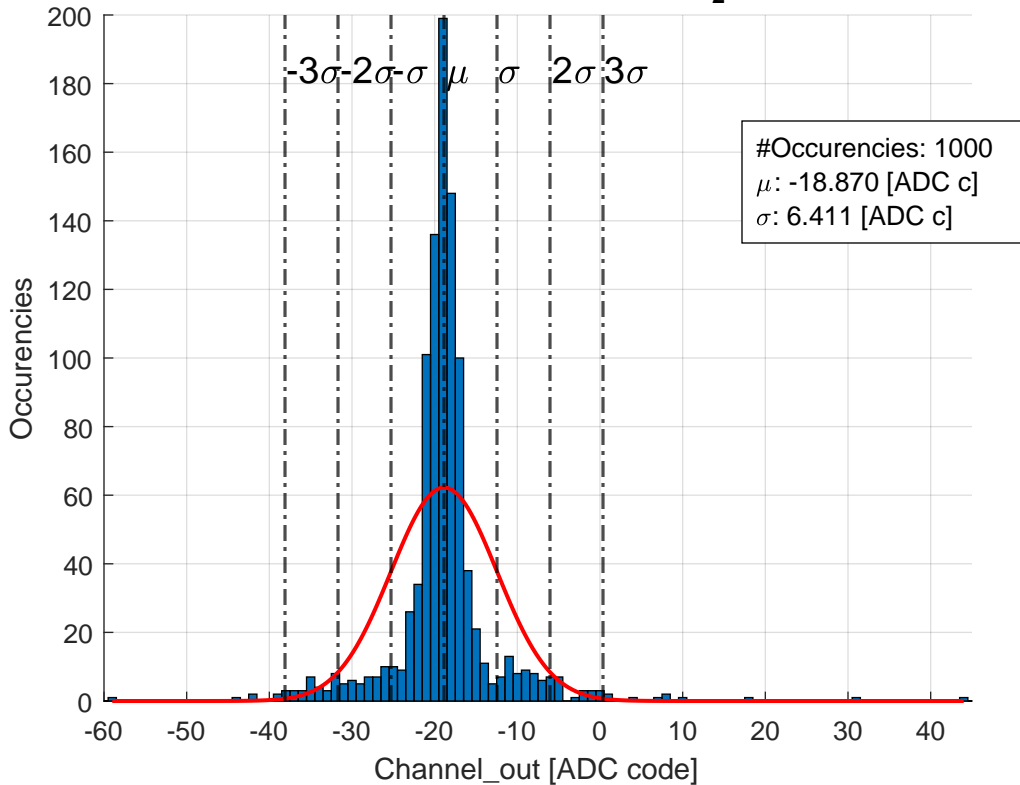 200
180
160
140
120
100
80
60
40
20
0
-3σ -2σ -σ μ σ 2σ 3σ
#Occurencies: 1000
μ: -18.870 [ADC c]
σ: 6.411 [ADC c]
Occurencies
-60 -50 -40 -30 -20 -10 0 10 20 30 40
Channel_out [ADC code]